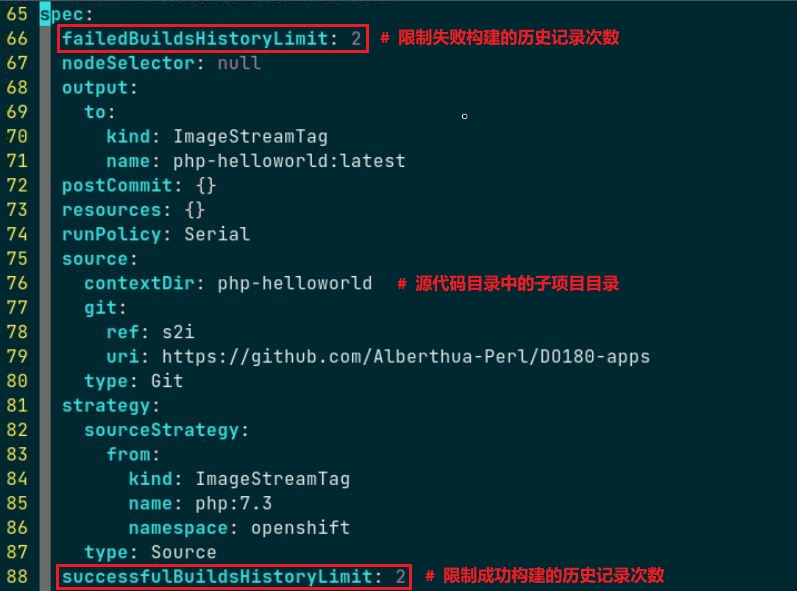 65 spec:
66   failedBuildsHistoryLimit: 2 # 限制失败构建的历史记录次数
67   nodeSelector: null
68   output:
69     to:
70       kind: ImageStreamTag
71       name: php-helloworld:latest
72   postCommit: {}
73   resources: {}
74   runPolicy: Serial
75   source:
76     contextDir: php-helloworld # 源代码目录中的子项目目录
77     git:
78       ref: s2i
79       uri: https://github.com/Alberthua-Perl/DO180-apps
80     type: Git
81   strategy:
82     sourceStrategy:
83       from:
84         kind: ImageStreamTag
85         name: php:7.3
86         namespace: openshift
87     type: Source
88   successfulBuildsHistoryLimit: 2 # 限制成功构建的历史记录次数